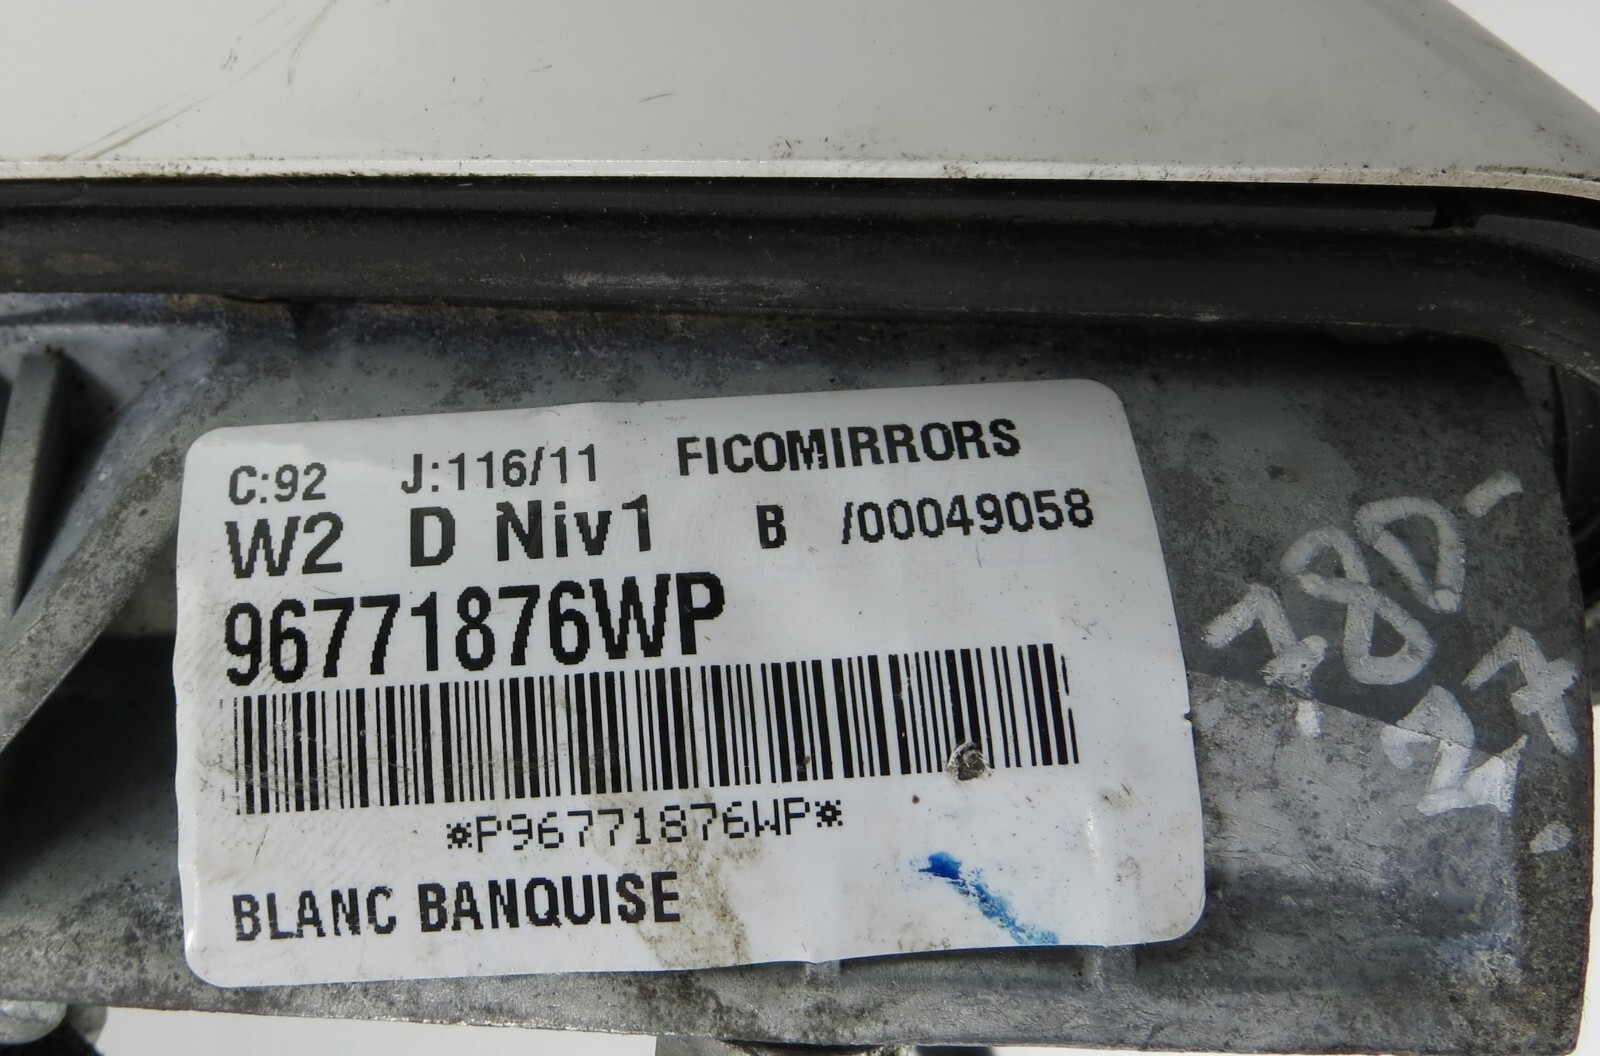 C:92 J:116/11 FICOMIRRORS
W2 D Niv1 B /00049058
96771876WP
*P96771876WP*
BLANC BANQUISE